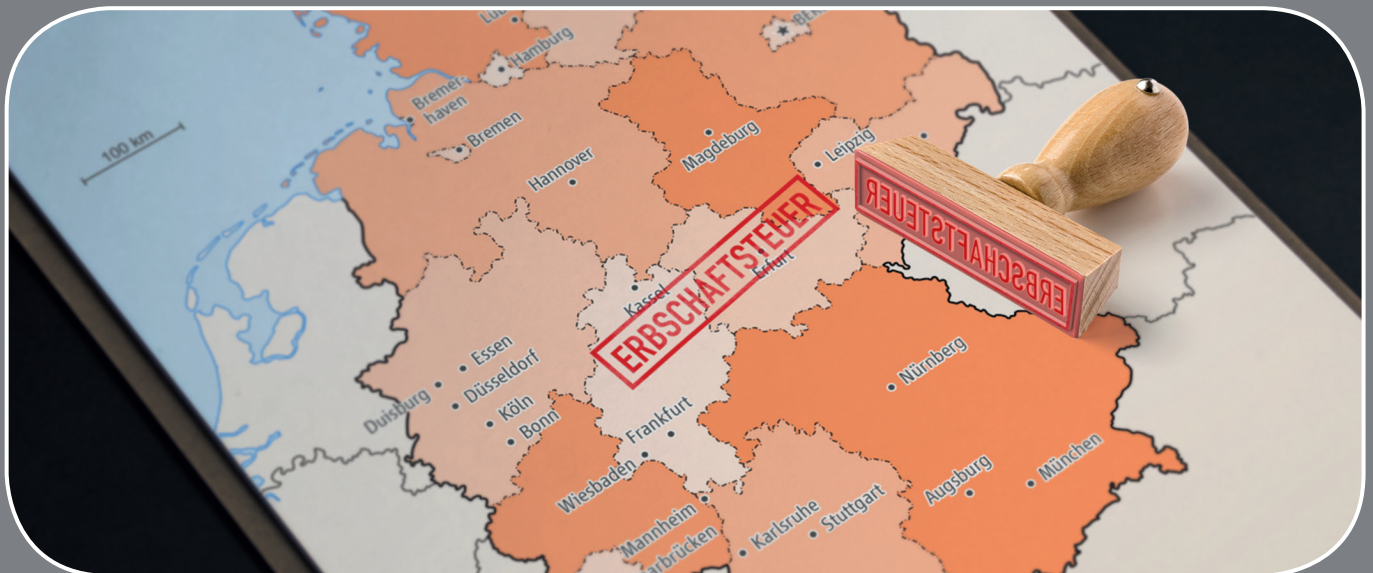 Hamburg
Bremer-
haven
Bremen
100 km
Hannover
Magdeburg
Leipzig
ERBSCHAFTSTEUER
ERBSCHAFTSTEUER
Erfurt
Kassel
Essen
Düsseldorf
Duisburg
Köln
Bonn
Nürnberg
Frankfurt
Wiesbaden
München
Augsburg
Mannheim
Karlsruhe
Stuttgart